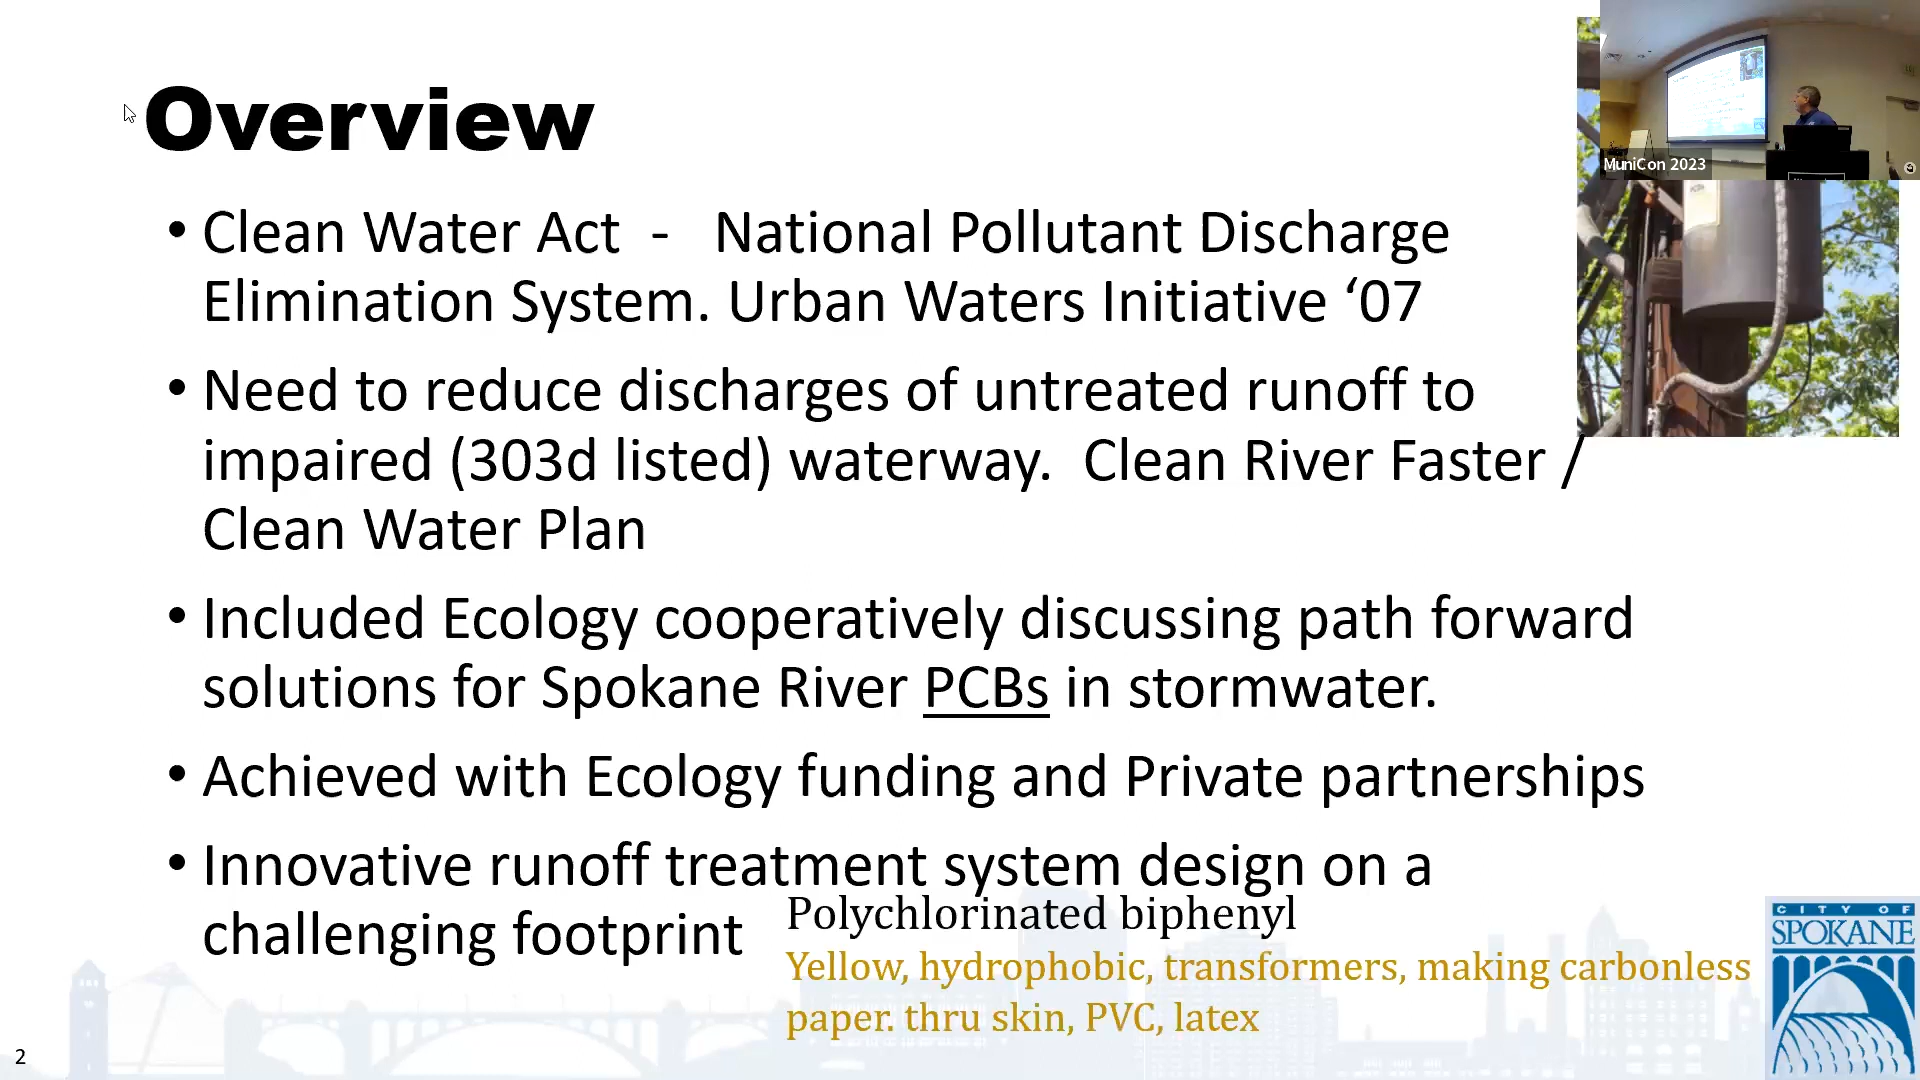 MuniCon 2023
Overview
• Clean Water Act - National Pollutant Discharge
Elimination System. Urban Waters Initiative ‘07
• Need to reduce discharges of untreated runoff to
impaired (303d listed) waterway. Clean River Faster /
Clean Water Plan
• Included Ecology cooperatively discussing path forward
solutions for Spokane River PCBs in stormwater.
• Achieved with Ecology funding and Private partnerships
• Innovative runoff treatment system design on a
challenging footprint
Polychlorinated biphenyl
Yellow, hydrophobic, transformers, making carbonless
paper. thru skin, PVC, latex
CITY OF
SPOKANE
2